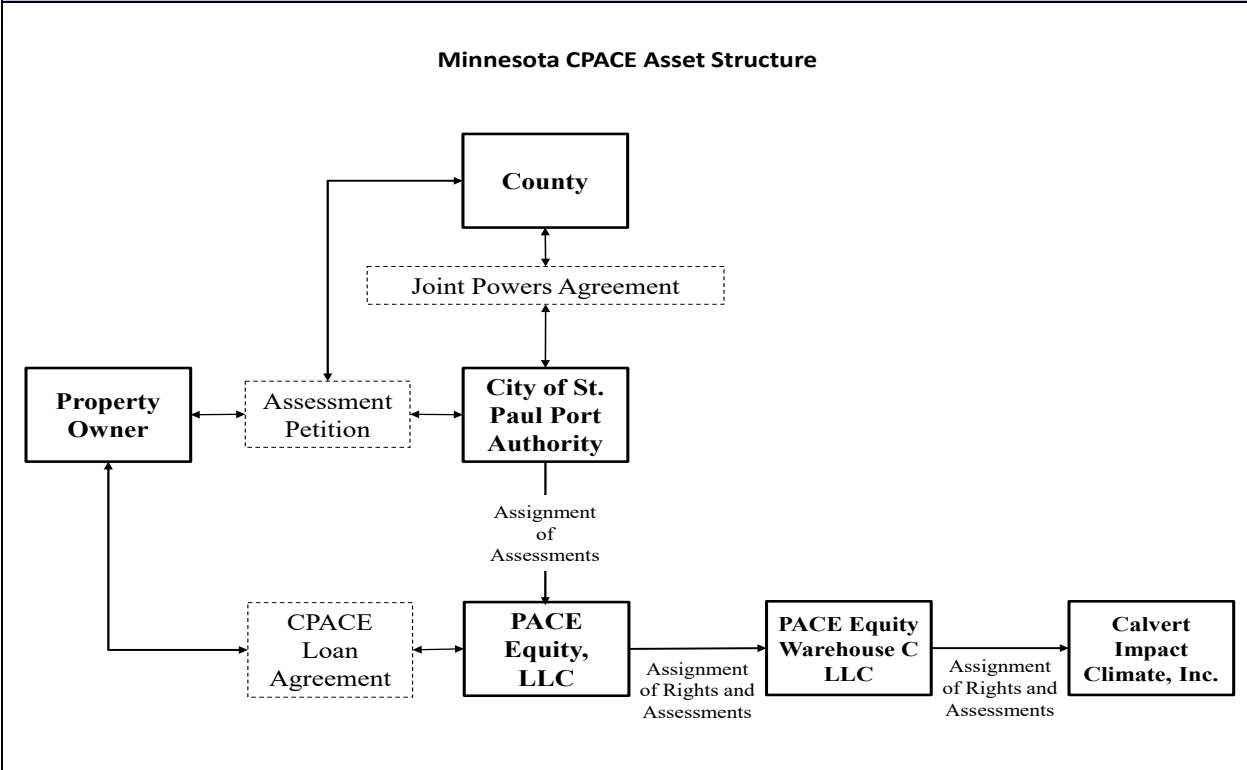 Minnesota CPACE Asset Structure
County
Joint Powers Agreement
Property
Owner
Assessment
Petition
City of St.
Paul Port
Authority
Assignment
of
Assessments
CPACE
Loan
Agreement
PACE
Equity,
LLC
Assignment
of Rights and
Assessments
PACE Equity
Warehouse C
LLC
Assignment
of Rights and
Assessments
Calvert
Impact
Climate, Inc.